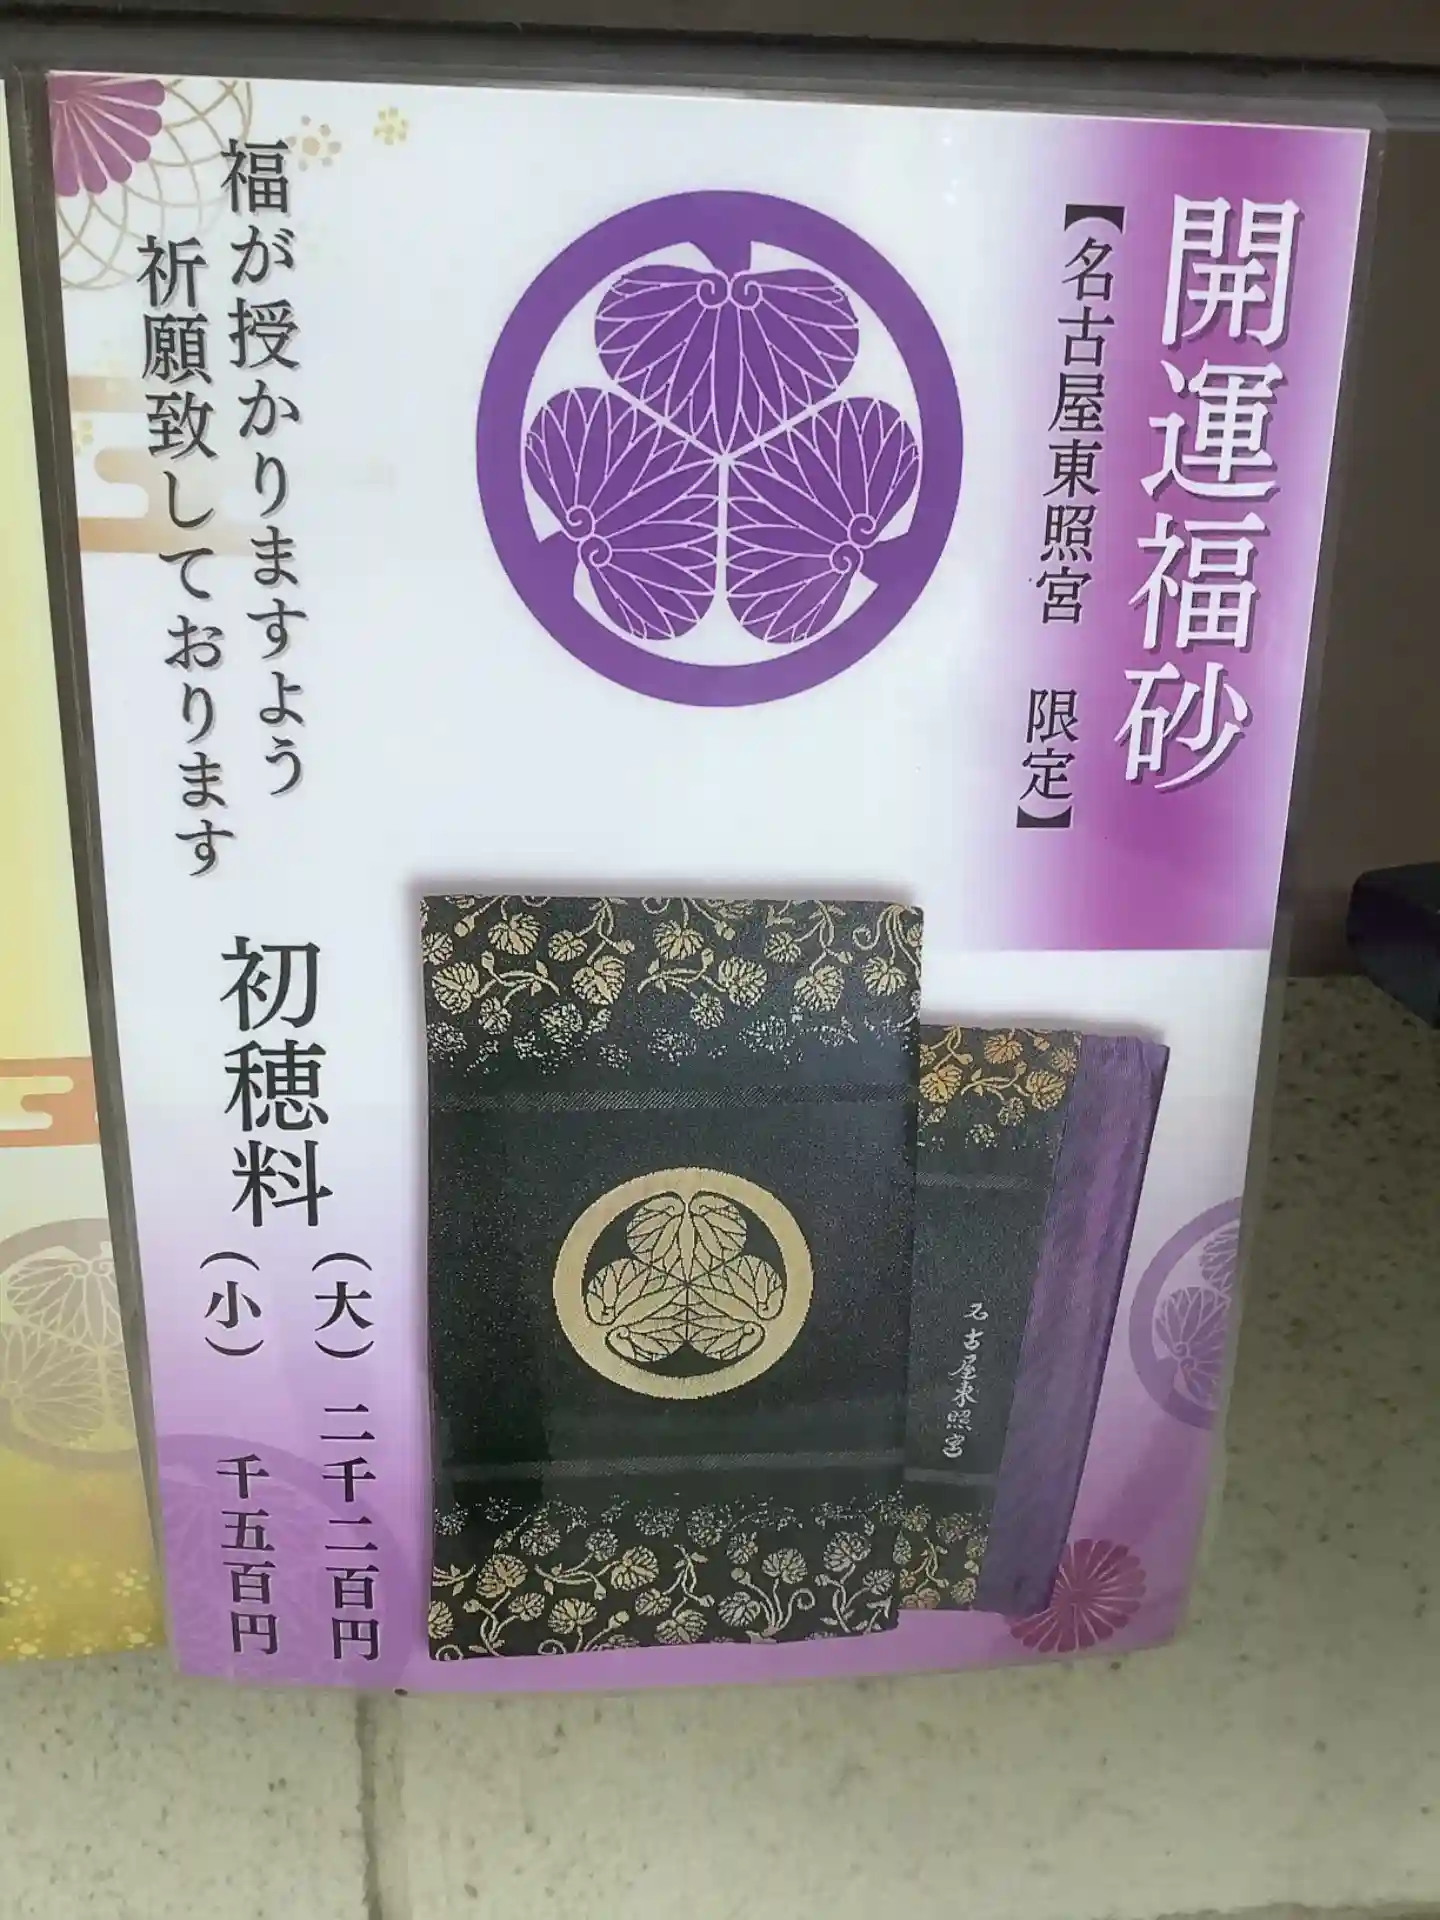 開運福砂
【名古屋東照宮 限定】
福が授かりますよう
祈願致しております
初穂料
(大) 二千二百円
(小) 千五百円
名古屋東照宮